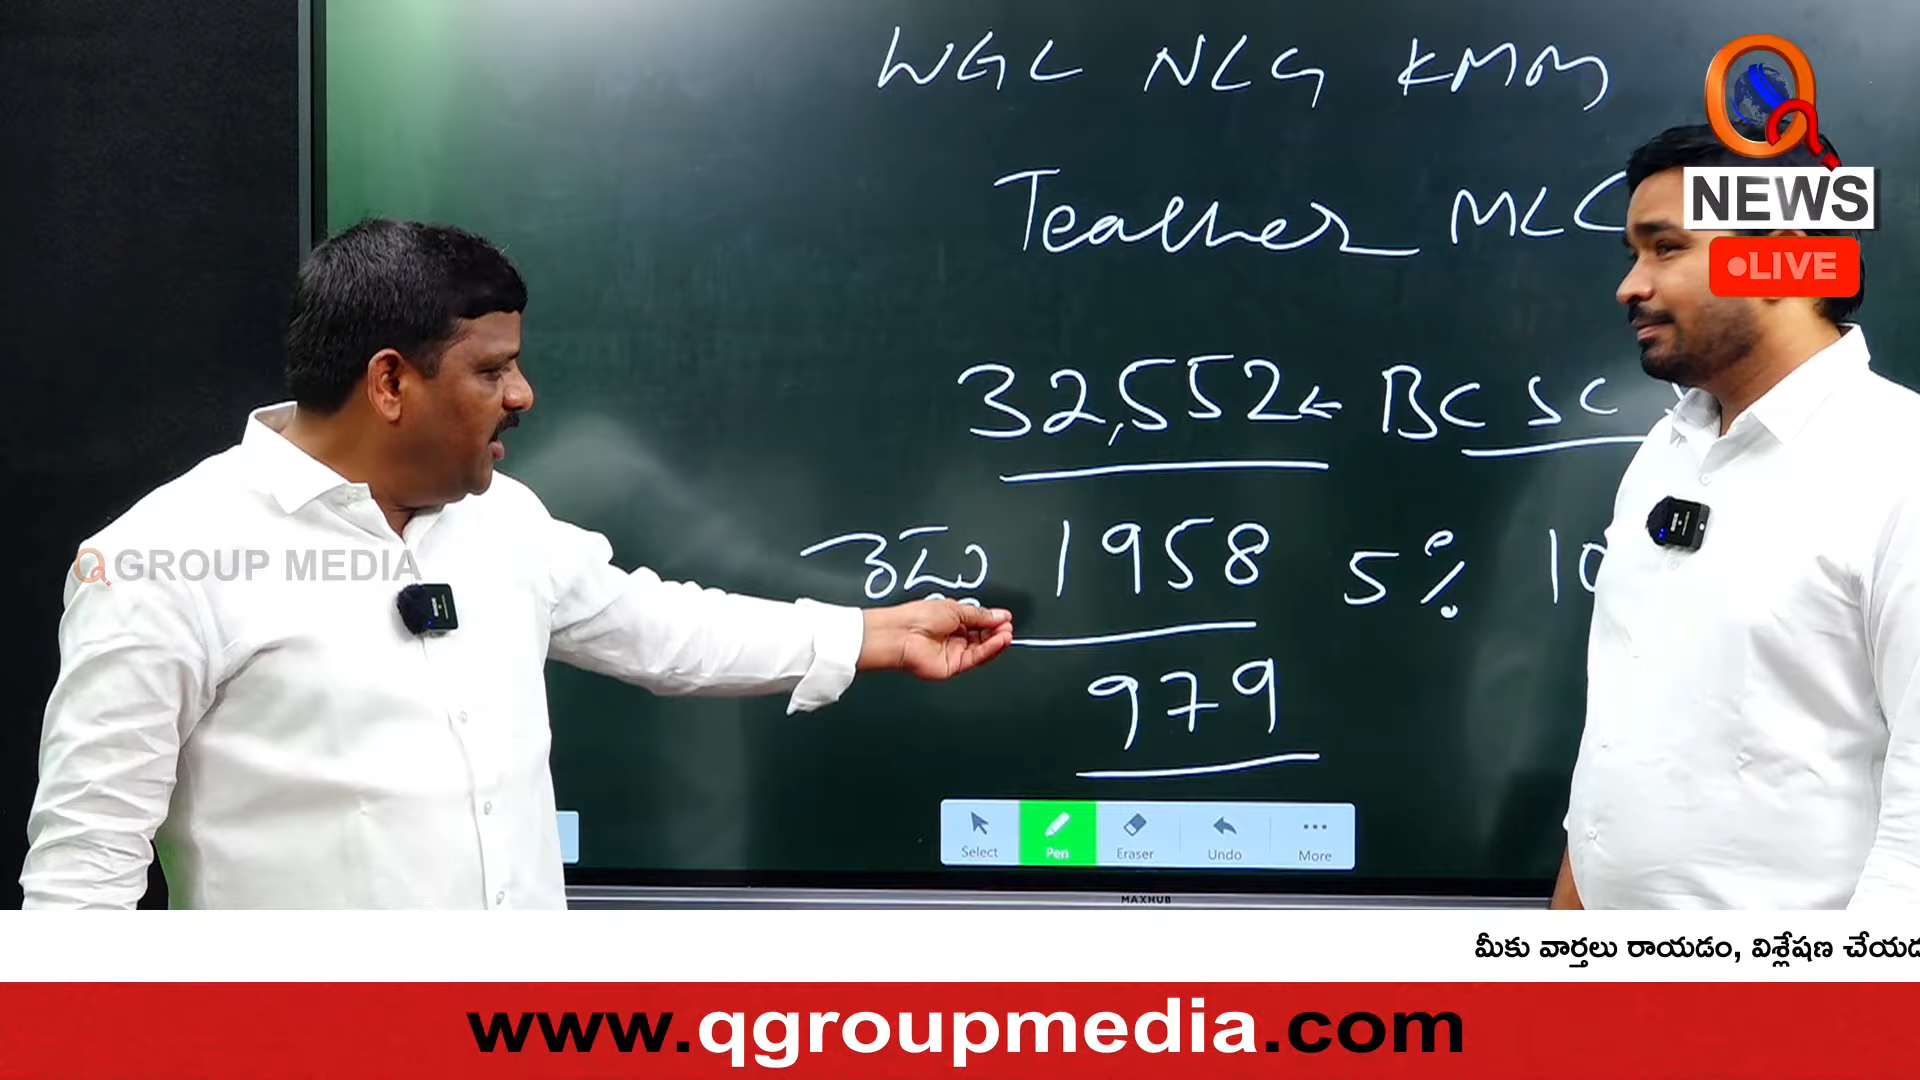 WGL NLG KMM
NEWS
Teacher MLC
LIVE
32,552 ← BC SC
రెడ్డి 1958 5% 10
GROUP MEDIA
979
Select Pen Eraser Undo More
MAXHUB
మీకు వార్తలు రాయడం, విశ్లేషణ చేయడ
www.qgroupmedia.com